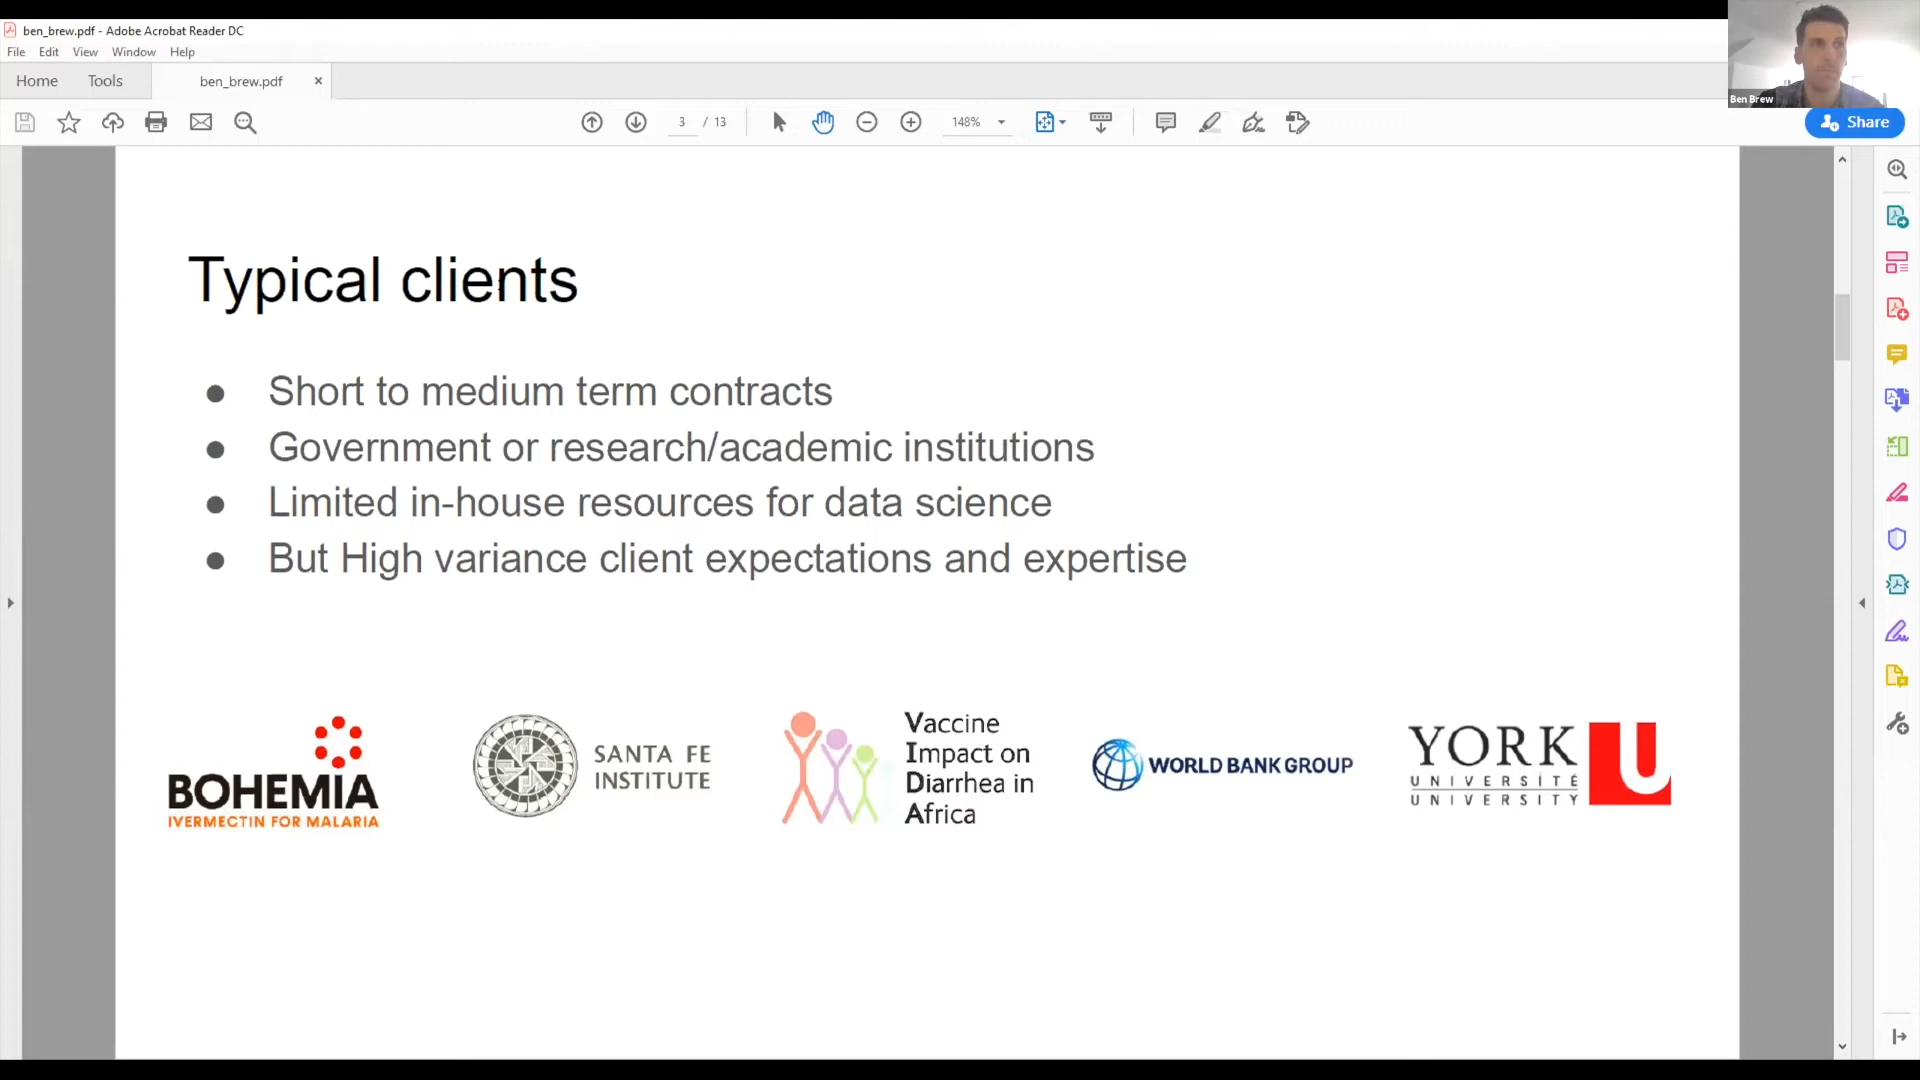 ben_brew.pdf - Adobe Acrobat Reader DC
File Edit View Window Help
Home Tools ben_brew.pdf
Ben Brew
3 / 13 148% Share
Typical clients
Short to medium term contracts
Government or research/academic institutions
Limited in-house resources for data science
But High variance client expectations and expertise
BOHEMIA
IVERMECTIN FOR MALARIA
SANTA FE
INSTITUTE
Vaccine
Impact on
Diarrhea in
Africa
WORLD BANK GROUP
YORK
UNIVERSITÉ
UNIVERSITY
U